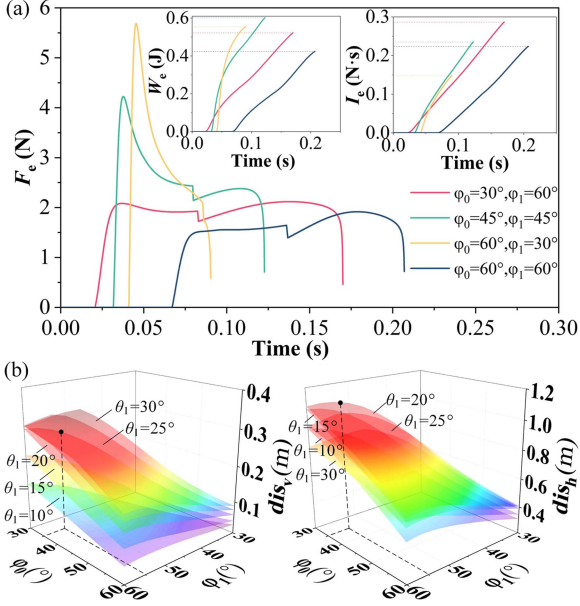 (a)
0.6
0.4
0.2
0.0
W_e (J)
0.0 0.1 0.2
Time (s)
0.3
0.2
0.1
0.0
I_e (N·s)
0.0 0.1 0.2
Time (s)
6
5
4
3
2
1
0
F_e (N)
φ₀=30°,φ₁=60°
φ₀=45°,φ₁=45°
φ₀=60°,φ₁=30°
φ₀=60°,φ₁=60°
0.00 0.05 0.10 0.15 0.20 0.25 0.30
Time (s)
(b)
θ₁=30°
θ₁=25°
θ₁=20°
θ₁=15°
θ₁=10°
0.4
0.3
0.2
0.1
dis_v(m)
30
40
50
60
φ₀(°)
60
50
40
30
φ₁(°)
θ₁=20°
θ₁=25°
θ₁=15°
θ₁=10°
θ₁=30°
1.2
1.0
0.8
0.6
0.4
dis_h(m)
30
40
50
60
φ₀(°)
50
40
30
φ₁(°)